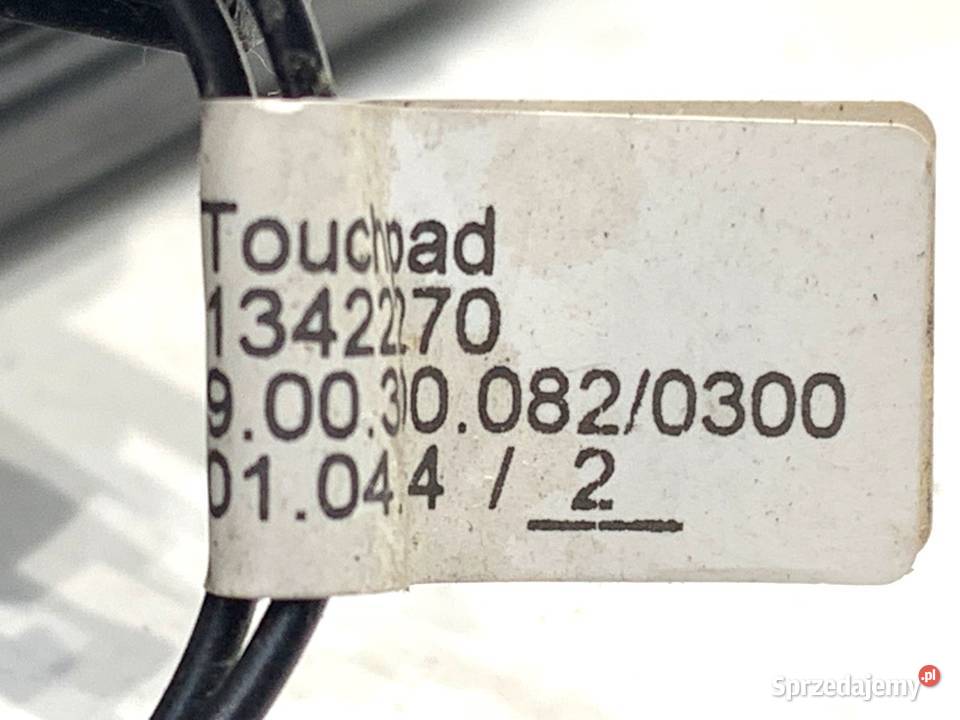 Touchpad
1342270
9.00.30.082/0300
01.044 / 2
Sprzedajemy.pl